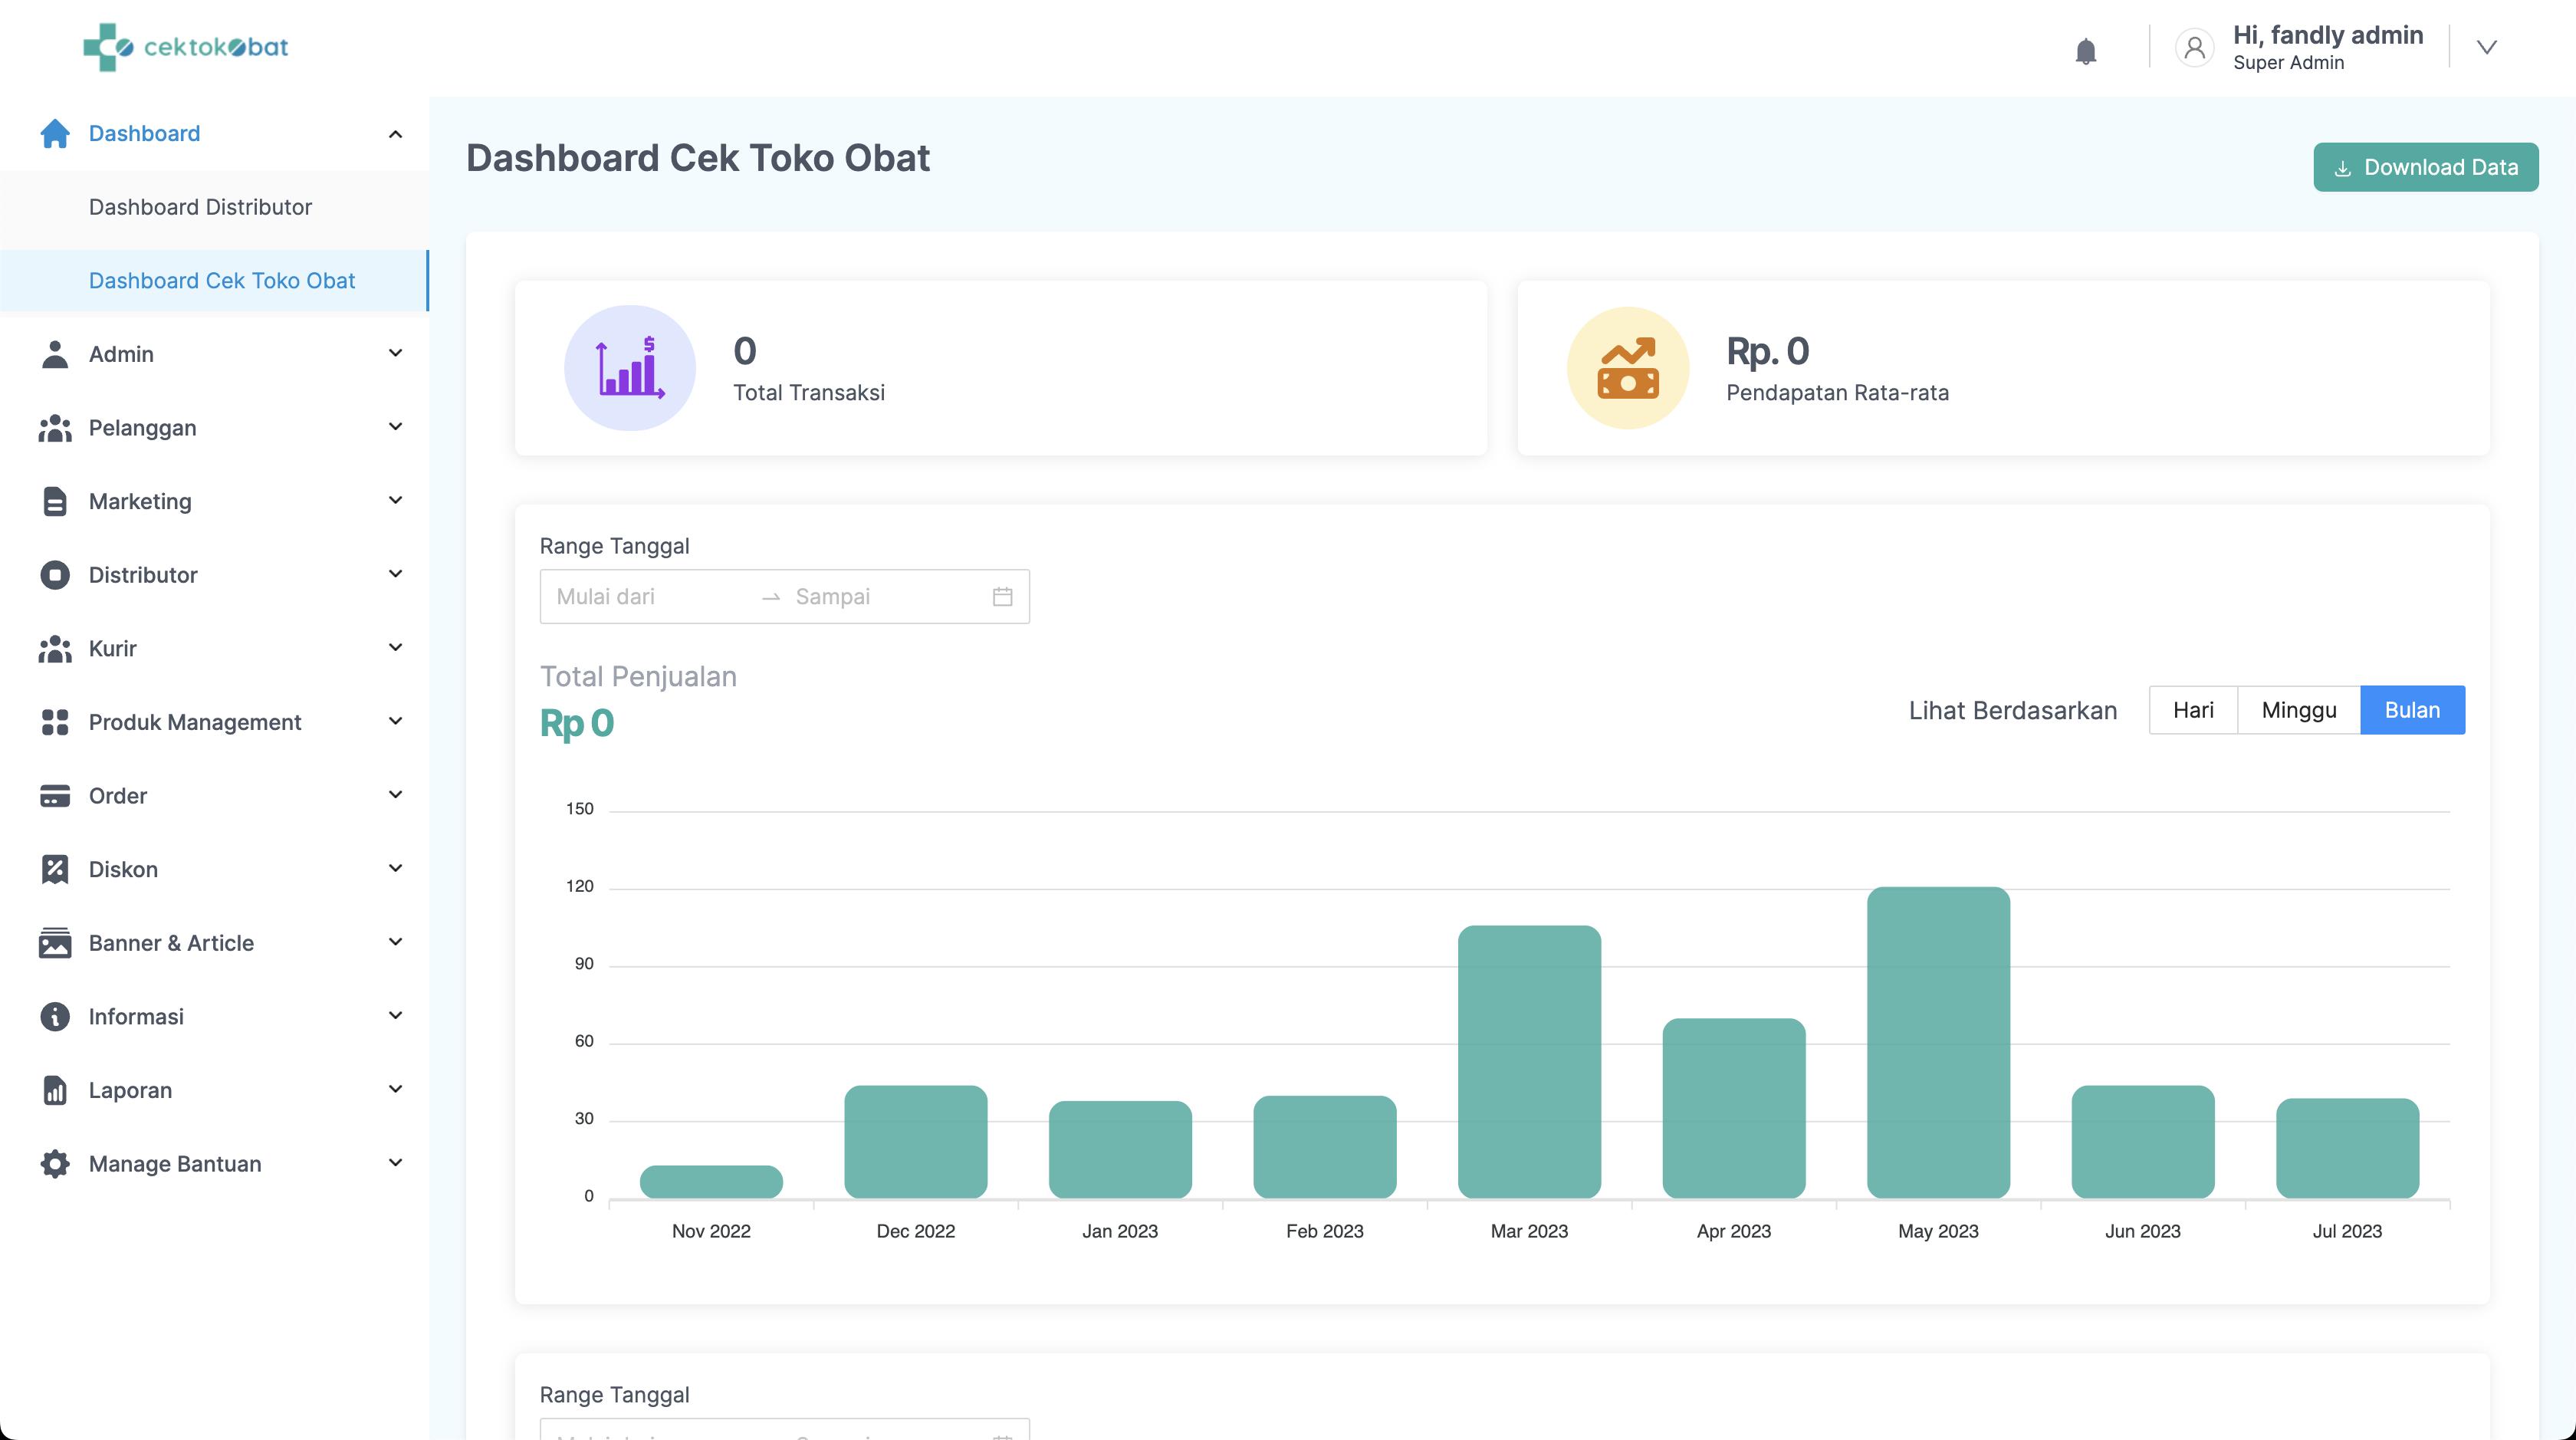 cektokobat
Hi, fandly admin
Super Admin
Dashboard
Dashboard Distributor
Dashboard Cek Toko Obat
Admin
Pelanggan
Marketing
Distributor
Kurir
Produk Management
Order
Diskon
Banner & Article
Informasi
Laporan
Manage Bantuan
Dashboard Cek Toko Obat
Download Data
0
Total Transaksi
Rp. 0
Pendapatan Rata-rata
Range Tanggal
Mulai dari Sampai
Total Penjualan
Rp 0
Lihat Berdasarkan Hari Minggu Bulan
150
120
90
60
30
0
Nov 2022 Dec 2022 Jan 2023 Feb 2023 Mar 2023 Apr 2023 May 2023 Jun 2023 Jul 2023
Range Tanggal